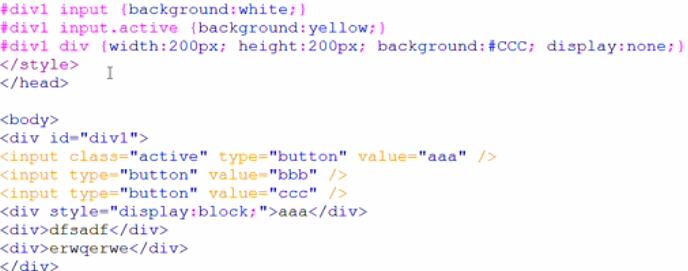 #div1 input {background:white;}
#div1 input.active {background:yellow;}
#div1 div {width:200px; height:200px; background:#CCC; display:none;}
</style>
</head>
<body>
<div id="div1">
<input class="active" type="button" value="aaa" />
<input type="button" value="bbb" />
<input type="button" value="ccc" />
<div style="display:block;">aaa</div>
<div>dfsadf</div>
<div>erwqerwe</div>
</div>